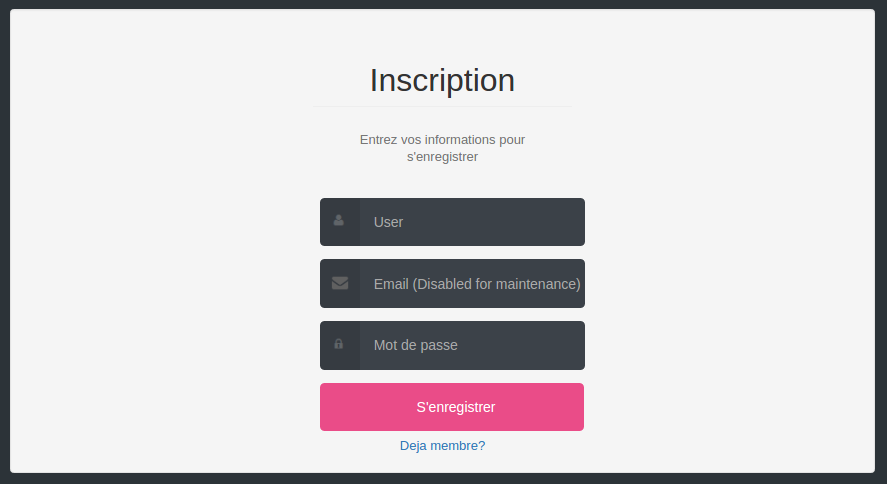 Inscription
Entrez vos informations pour
s'enregistrer
User
Email (Disabled for maintenance)
Mot de passe
S'enregistrer
Deja membre?